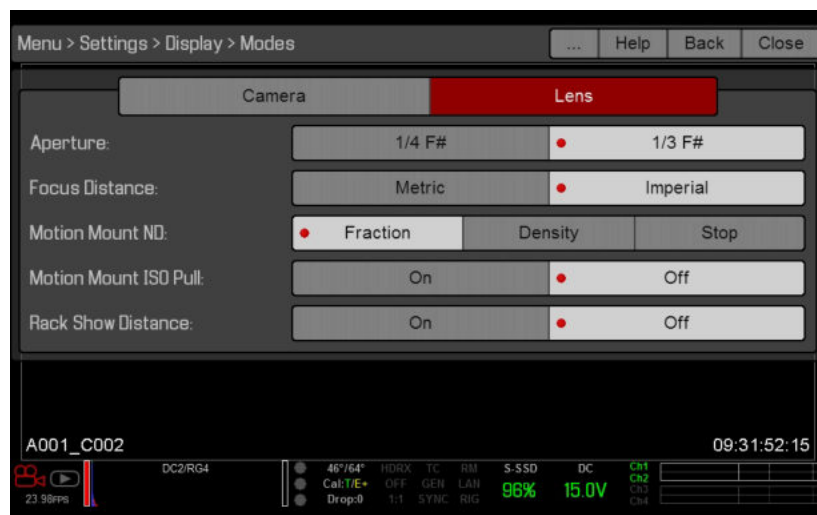 Menu > Settings > Display > Modes ... Help Back Close
Camera Lens
Aperture: 1/4 F# 1/3 F#
Focus Distance: Metric Imperial
Motion Mount ND: Fraction Density Stop
Motion Mount ISO Pull: On Off
Rack Show Distance: On Off
A001_C002 09:31:52:15
DC2/RG4 46°/64° HDRX TC RM S-SSD DC Ch1
Cal:T/E+ OFF GEN LAN 96% 15.0V Ch2
23.98FPS Drop:0 1:1 SYNC RIG Ch3
Ch4